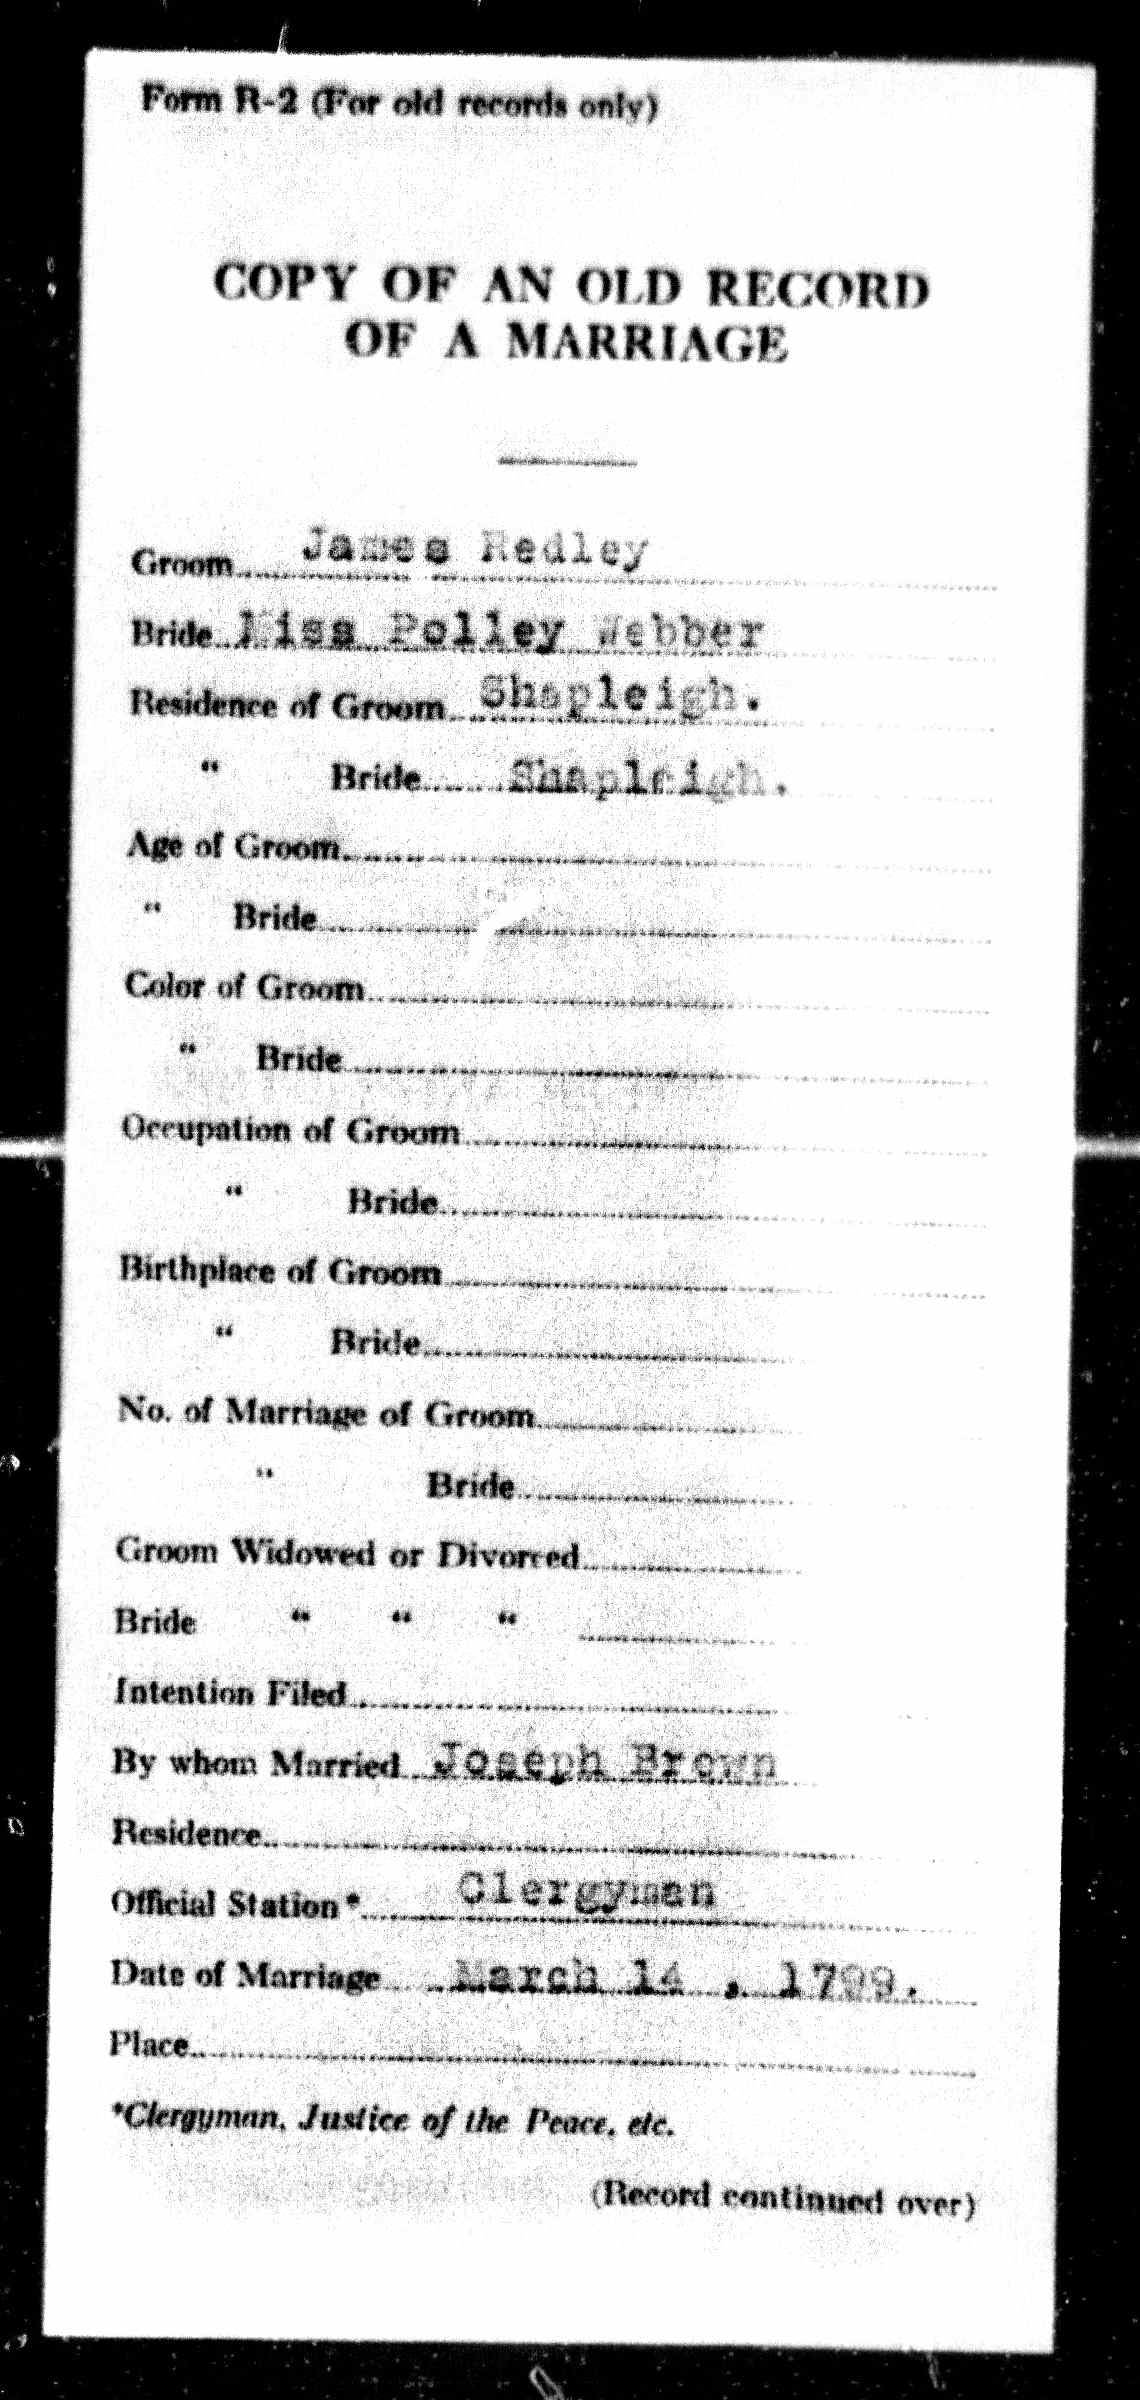 Form R-2 (For old records only)
COPY OF AN OLD RECORD
OF A MARRIAGE
Groom James Redley
Bride Miss Polley Webber
Residence of Groom Shapleigh.
" Bride Shapleigh.
Age of Groom
" Bride
Color of Groom
" Bride
Occupation of Groom
" Bride
Birthplace of Groom
" Bride
No. of Marriage of Groom
" Bride
Groom Widowed or Divorced
Bride " " "
Intention Filed
By whom Married Joseph Brown
Residence
Official Station* Clergyman
Date of Marriage March 14 , 1799.
Place
*Clergyman, Justice of the Peace, etc.
(Record continued over)